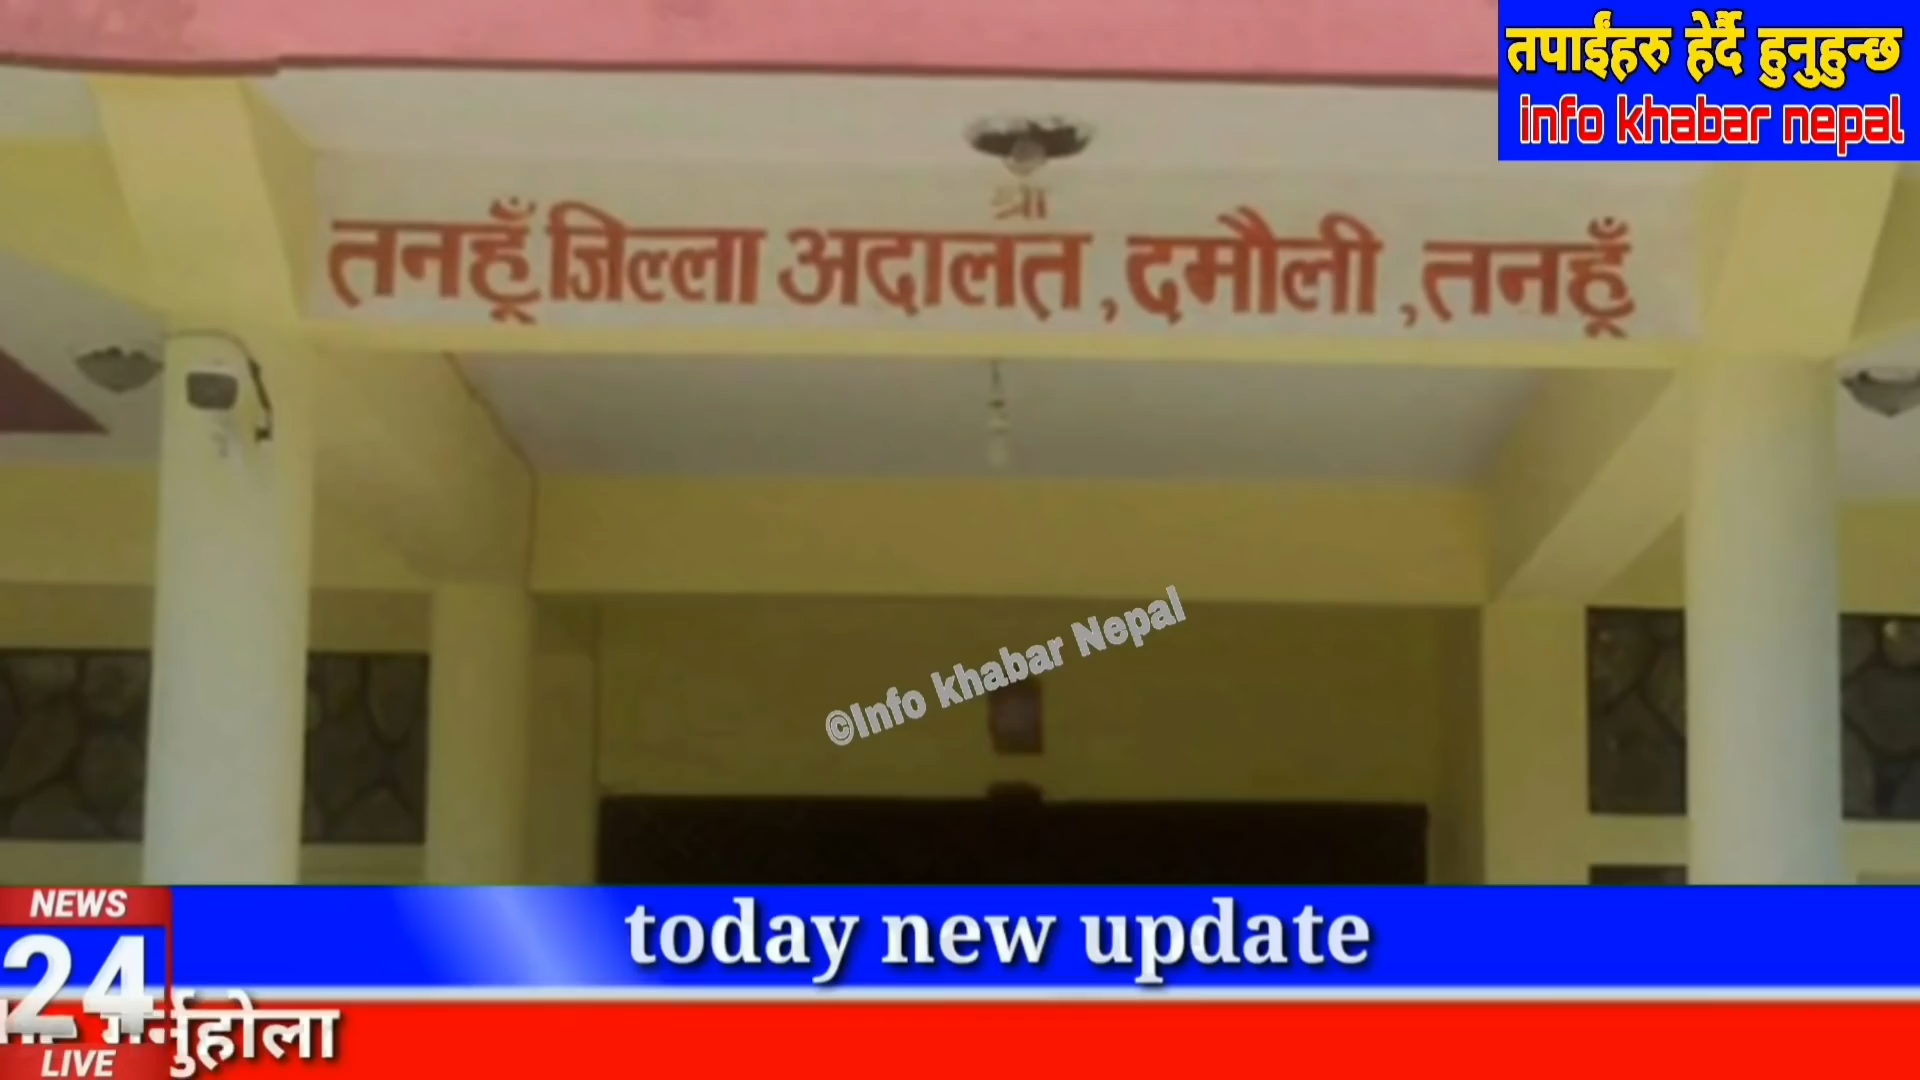 तपाईंहरु हेर्दै हुनुहुन्छ
info khabar nepal
श्री
तनहूँ जिल्ला अदालत, दमौली, तनहूँ
©Info khabar Nepal
NEWS
24
LIVE
today new update
गर्नुहोला